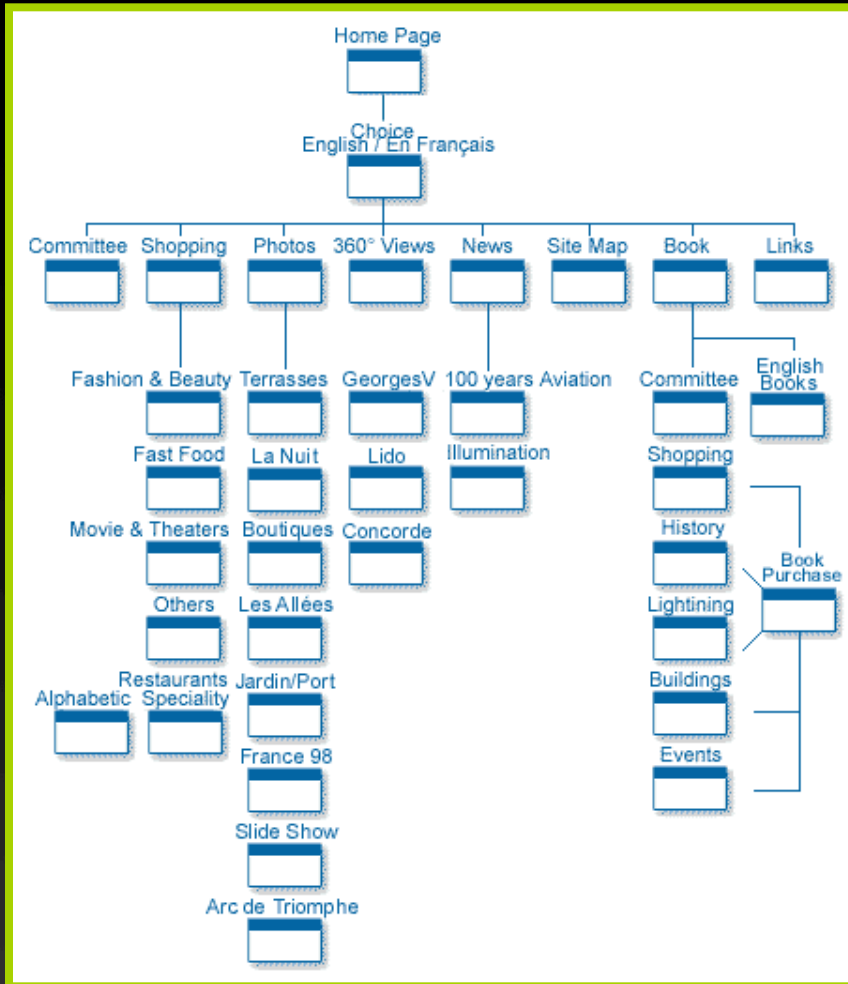 Home Page
Choice
English / En Français
Committee Shopping Photos 360° Views News Site Map Book Links
Fashion & Beauty Terrasses GeorgesV 100 years Aviation Committee English
Books
Fast Food La Nuit Lido Illumination Shopping
Movie & Theaters Boutiques Concorde History
Book
Purchase
Others Les Allées Lightining
Restaurants Jardin/Port Buildings
Alphabetic Speciality
France 98 Events
Slide Show
Arc de Triomphe